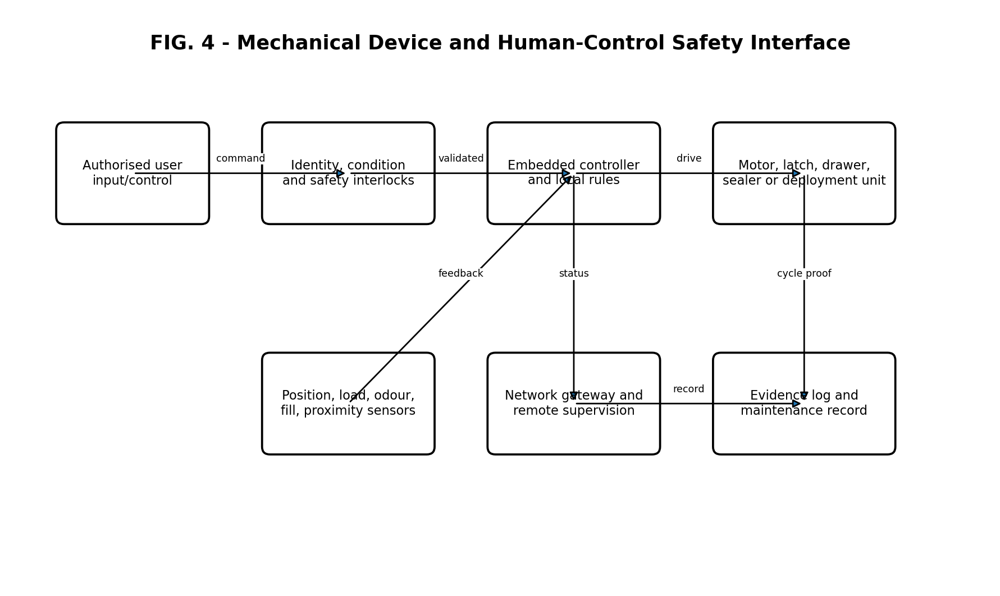 FIG. 4 - Mechanical Device and Human-Control Safety Interface
Authorised user
input/control
command
Identity, condition
and safety interlocks
validated
Embedded controller
and local rules
drive
Motor, latch, drawer,
sealer or deployment unit
feedback
status
cycle proof
Position, load, odour,
fill, proximity sensors
Network gateway and
remote supervision
record
Evidence log and
maintenance record